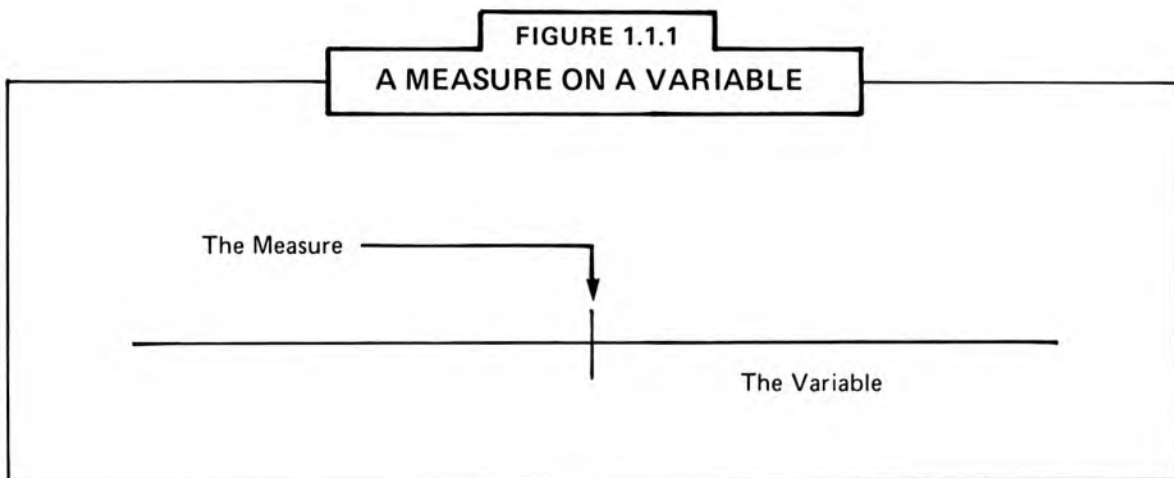 FIGURE 1.1.1
A MEASURE ON A VARIABLE
The Measure
The Variable